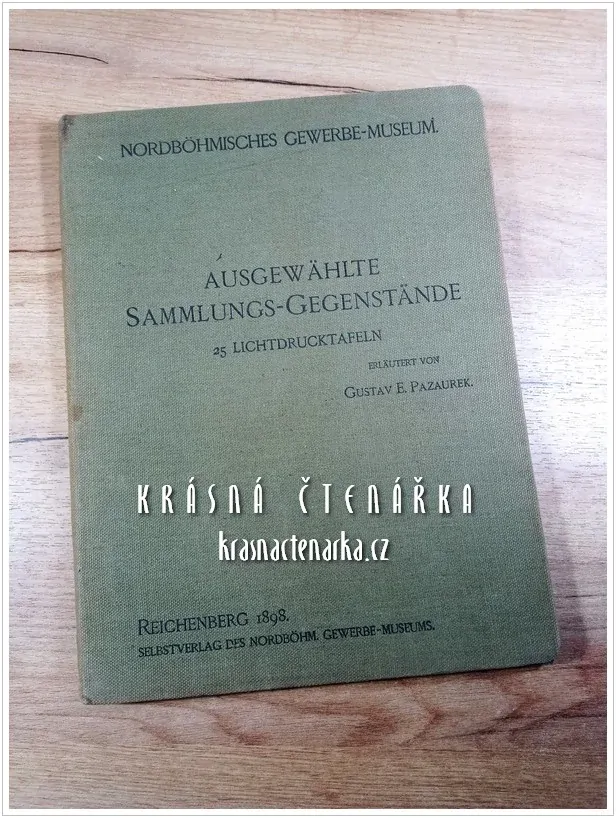 NORDBÖHMISCHES GEWERBE-MUSEUM.
AUSGEWÄHLTE
SAMMLUNGS-GEGENSTÄNDE
25 LICHTDRUCKTAFELN
ERLÄUTERT VON
GUSTAV E. PAZAUREK.
KRÁSNÁ ČTENÁŘKA
krasnactenarka.cz
REICHENBERG 1898.
SELBSTVERLAG DES NORDBÖHM. GEWERBE-MUSEUMS.